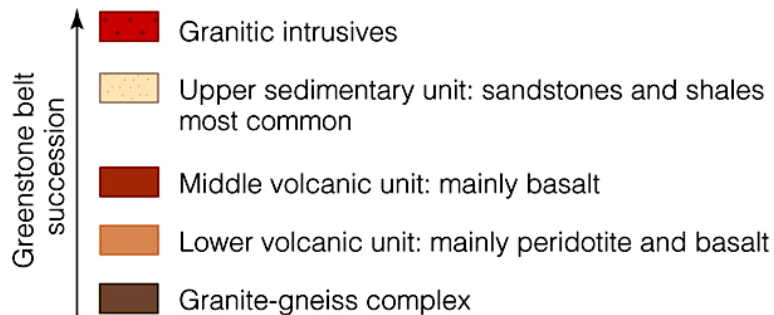 Greenstone belt
succession
Granitic intrusives
Upper sedimentary unit: sandstones and shales
most common
Middle volcanic unit: mainly basalt
Lower volcanic unit: mainly peridotite and basalt
Granite-gneiss complex